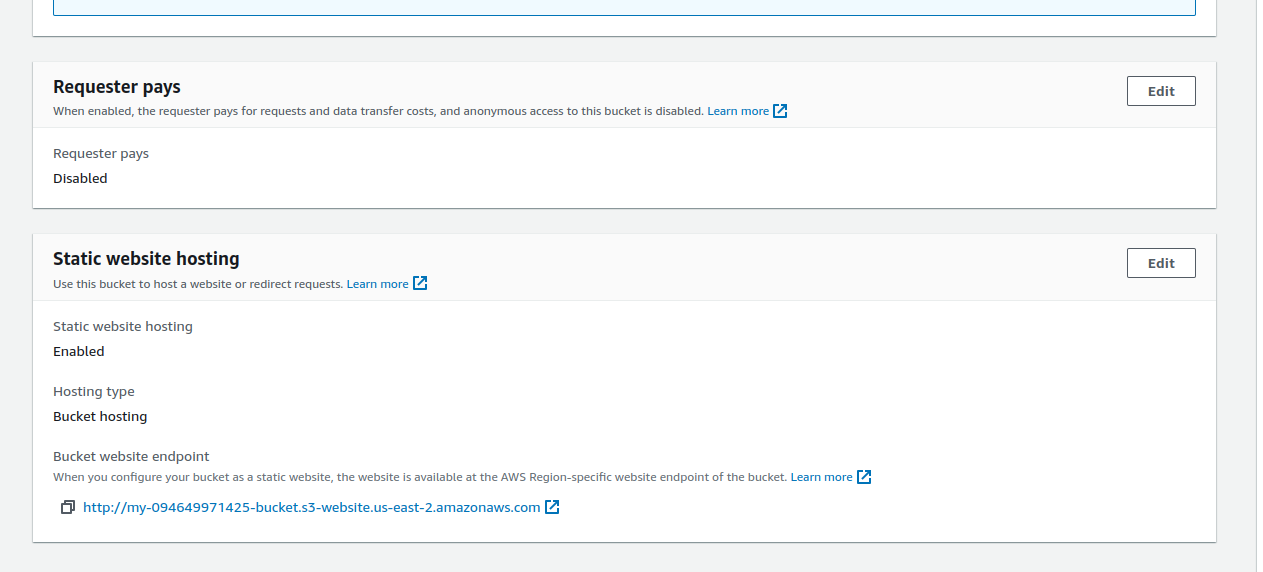 Requester pays
Edit
When enabled, the requester pays for requests and data transfer costs, and anonymous access to this bucket is disabled. Learn more
Requester pays
Disabled
Static website hosting
Edit
Use this bucket to host a website or redirect requests. Learn more
Static website hosting
Enabled
Hosting type
Bucket hosting
Bucket website endpoint
When you configure your bucket as a static website, the website is available at the AWS Region-specific website endpoint of the bucket. Learn more
http://my-094649971425-bucket.s3-website.us-east-2.amazonaws.com